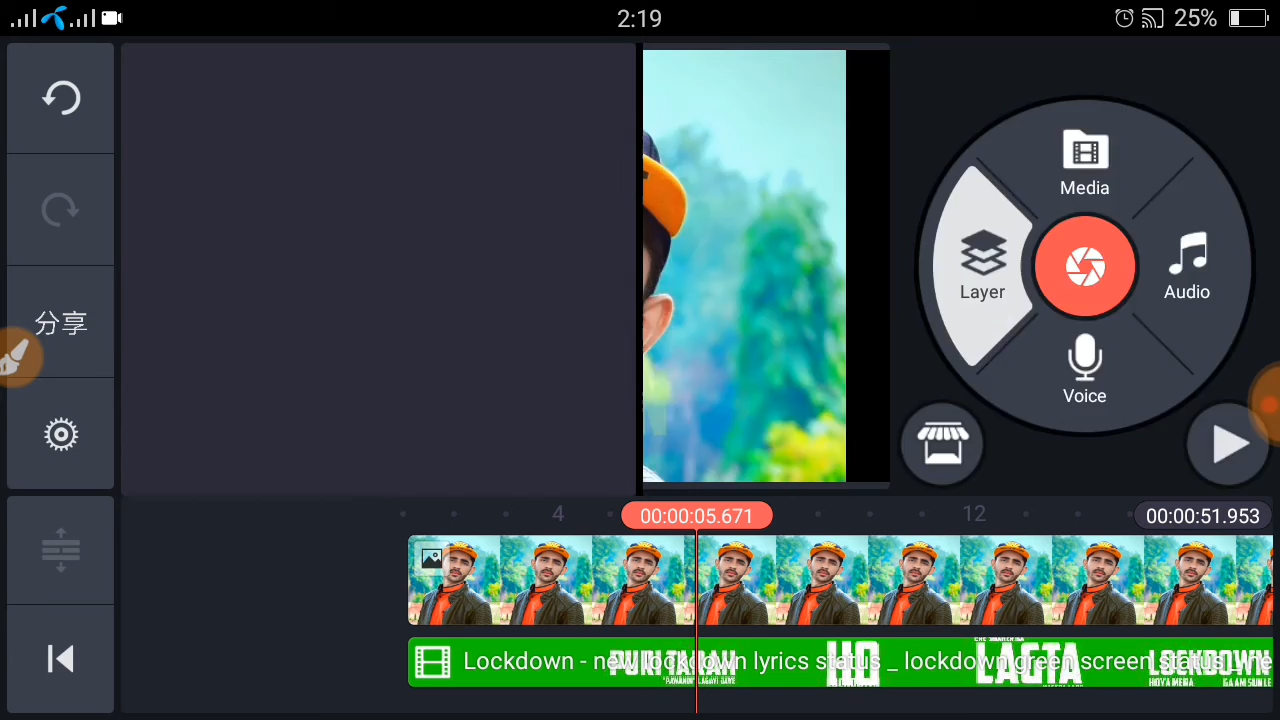 2:19
25%
分享
Media
Layer
Audio
Voice
4
00:00:05.671
12
00:00:51.953
Lockdown - new lockdown lyrics status _ lockdown green screen status
HO
LAGTA
LOCKDOWN